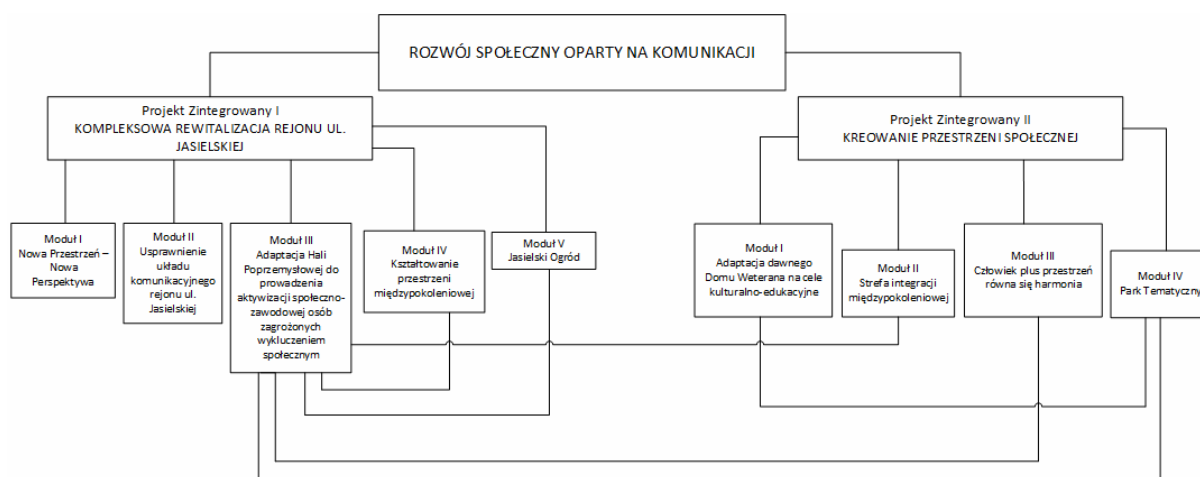 ROZWÓJ SPOŁECZNY OPARTY NA KOMUNIKACJI
Projekt Zintegrowany I
KOMPLEKSOWA REWITALIZACJA REJONU UL.
JASIELSKIEJ
Projekt Zintegrowany II
KREOWANIE PRZESTRZENI SPOŁECZNEJ
Moduł I
Nowa Przestrzeń –
Nowa
Perspektywa
Moduł II
Usprawnienie
układu
komunikacyjnego
rejonu ul.
Jasielskiej
Moduł III
Adaptacja Hali
Poprzemysłowej do
prowadzenia
aktywizacji społeczno-
zawodowej osób
zagrożonych
wykluczeniem
społecznym
Moduł IV
Kształtowanie
przestrzeni
międzypokoleniowej
Moduł V
Jasielski Ogród
Moduł I
Adaptacja dawnego
Domu Weterana na cele
kulturalno-edukacyjne
Moduł II
Strefa integracji
międzypokoleniowej
Moduł III
Człowiek plus przestrzeń
równa się harmonia
Moduł IV
Park Tematyczny